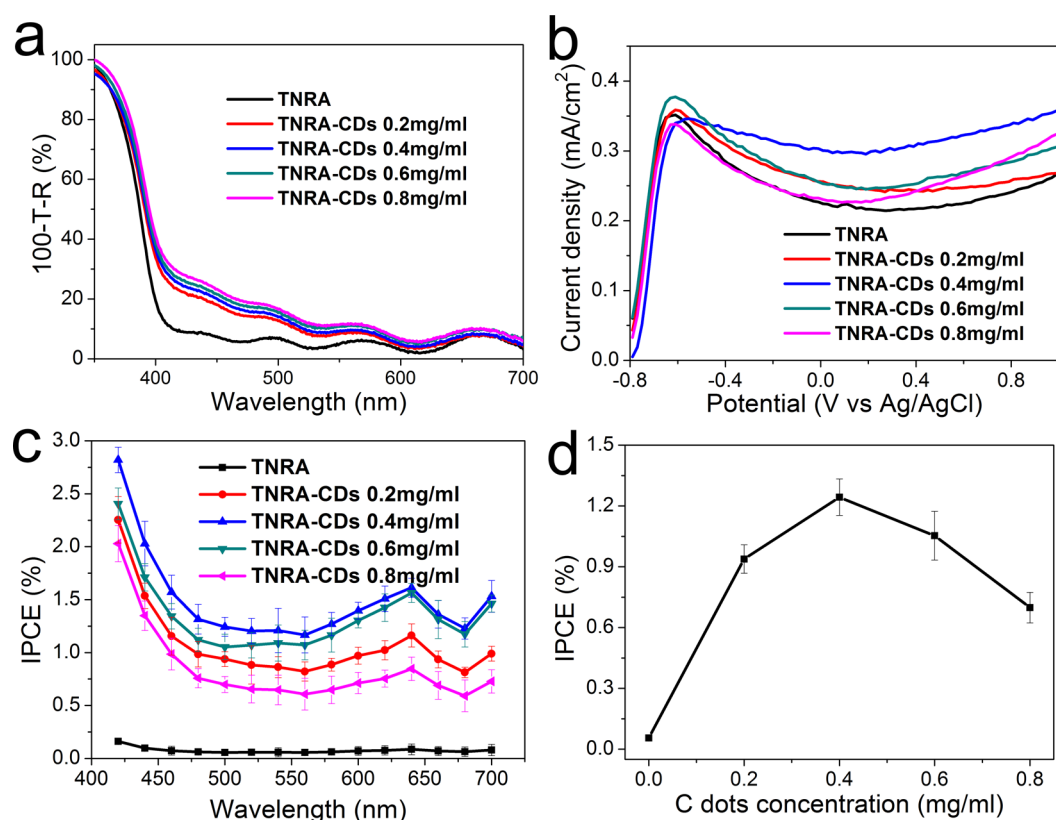 a
100-T-R (%)
100
80
60
40
20
0
TNRA
TNRA-CDs 0.2mg/ml
TNRA-CDs 0.4mg/ml
TNRA-CDs 0.6mg/ml
TNRA-CDs 0.8mg/ml
400
500
600
700
Wavelength (nm)
b
Current density (mA/cm²)
0.4
0.3
0.2
0.1
0.0
TNRA
TNRA-CDs 0.2mg/ml
TNRA-CDs 0.4mg/ml
TNRA-CDs 0.6mg/ml
TNRA-CDs 0.8mg/ml
-0.8
-0.4
0.0
0.4
0.8
Potential (V vs Ag/AgCl)
c
IPCE (%)
3.0
2.5
2.0
1.5
1.0
0.5
0.0
TNRA
TNRA-CDs 0.2mg/ml
TNRA-CDs 0.4mg/ml
TNRA-CDs 0.6mg/ml
TNRA-CDs 0.8mg/ml
400
450
500
550
600
650
700
Wavelength (nm)
d
IPCE (%)
1.5
1.2
0.9
0.6
0.3
0.0
0.0
0.2
0.4
0.6
0.8
C dots concentration (mg/ml)